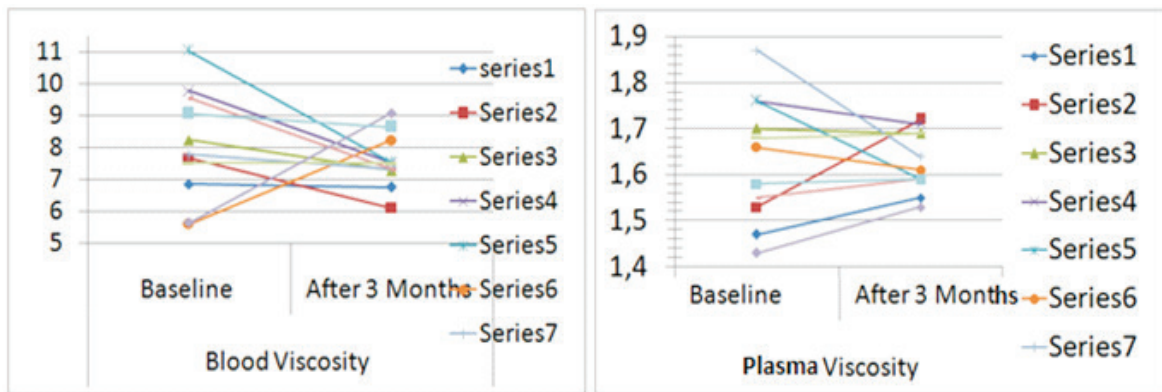 11
10
9
8
7
6
5
series1
Series2
Series3
Series4
Series5
Series6
Series7
Baseline
After 3 Months
Blood Viscosity
1,9
1,8
1,7
1,6
1,5
1,4
Series1
Series2
Series3
Series4
Series5
Series6
Series7
Baseline
After 3 Months
Plasma Viscosity